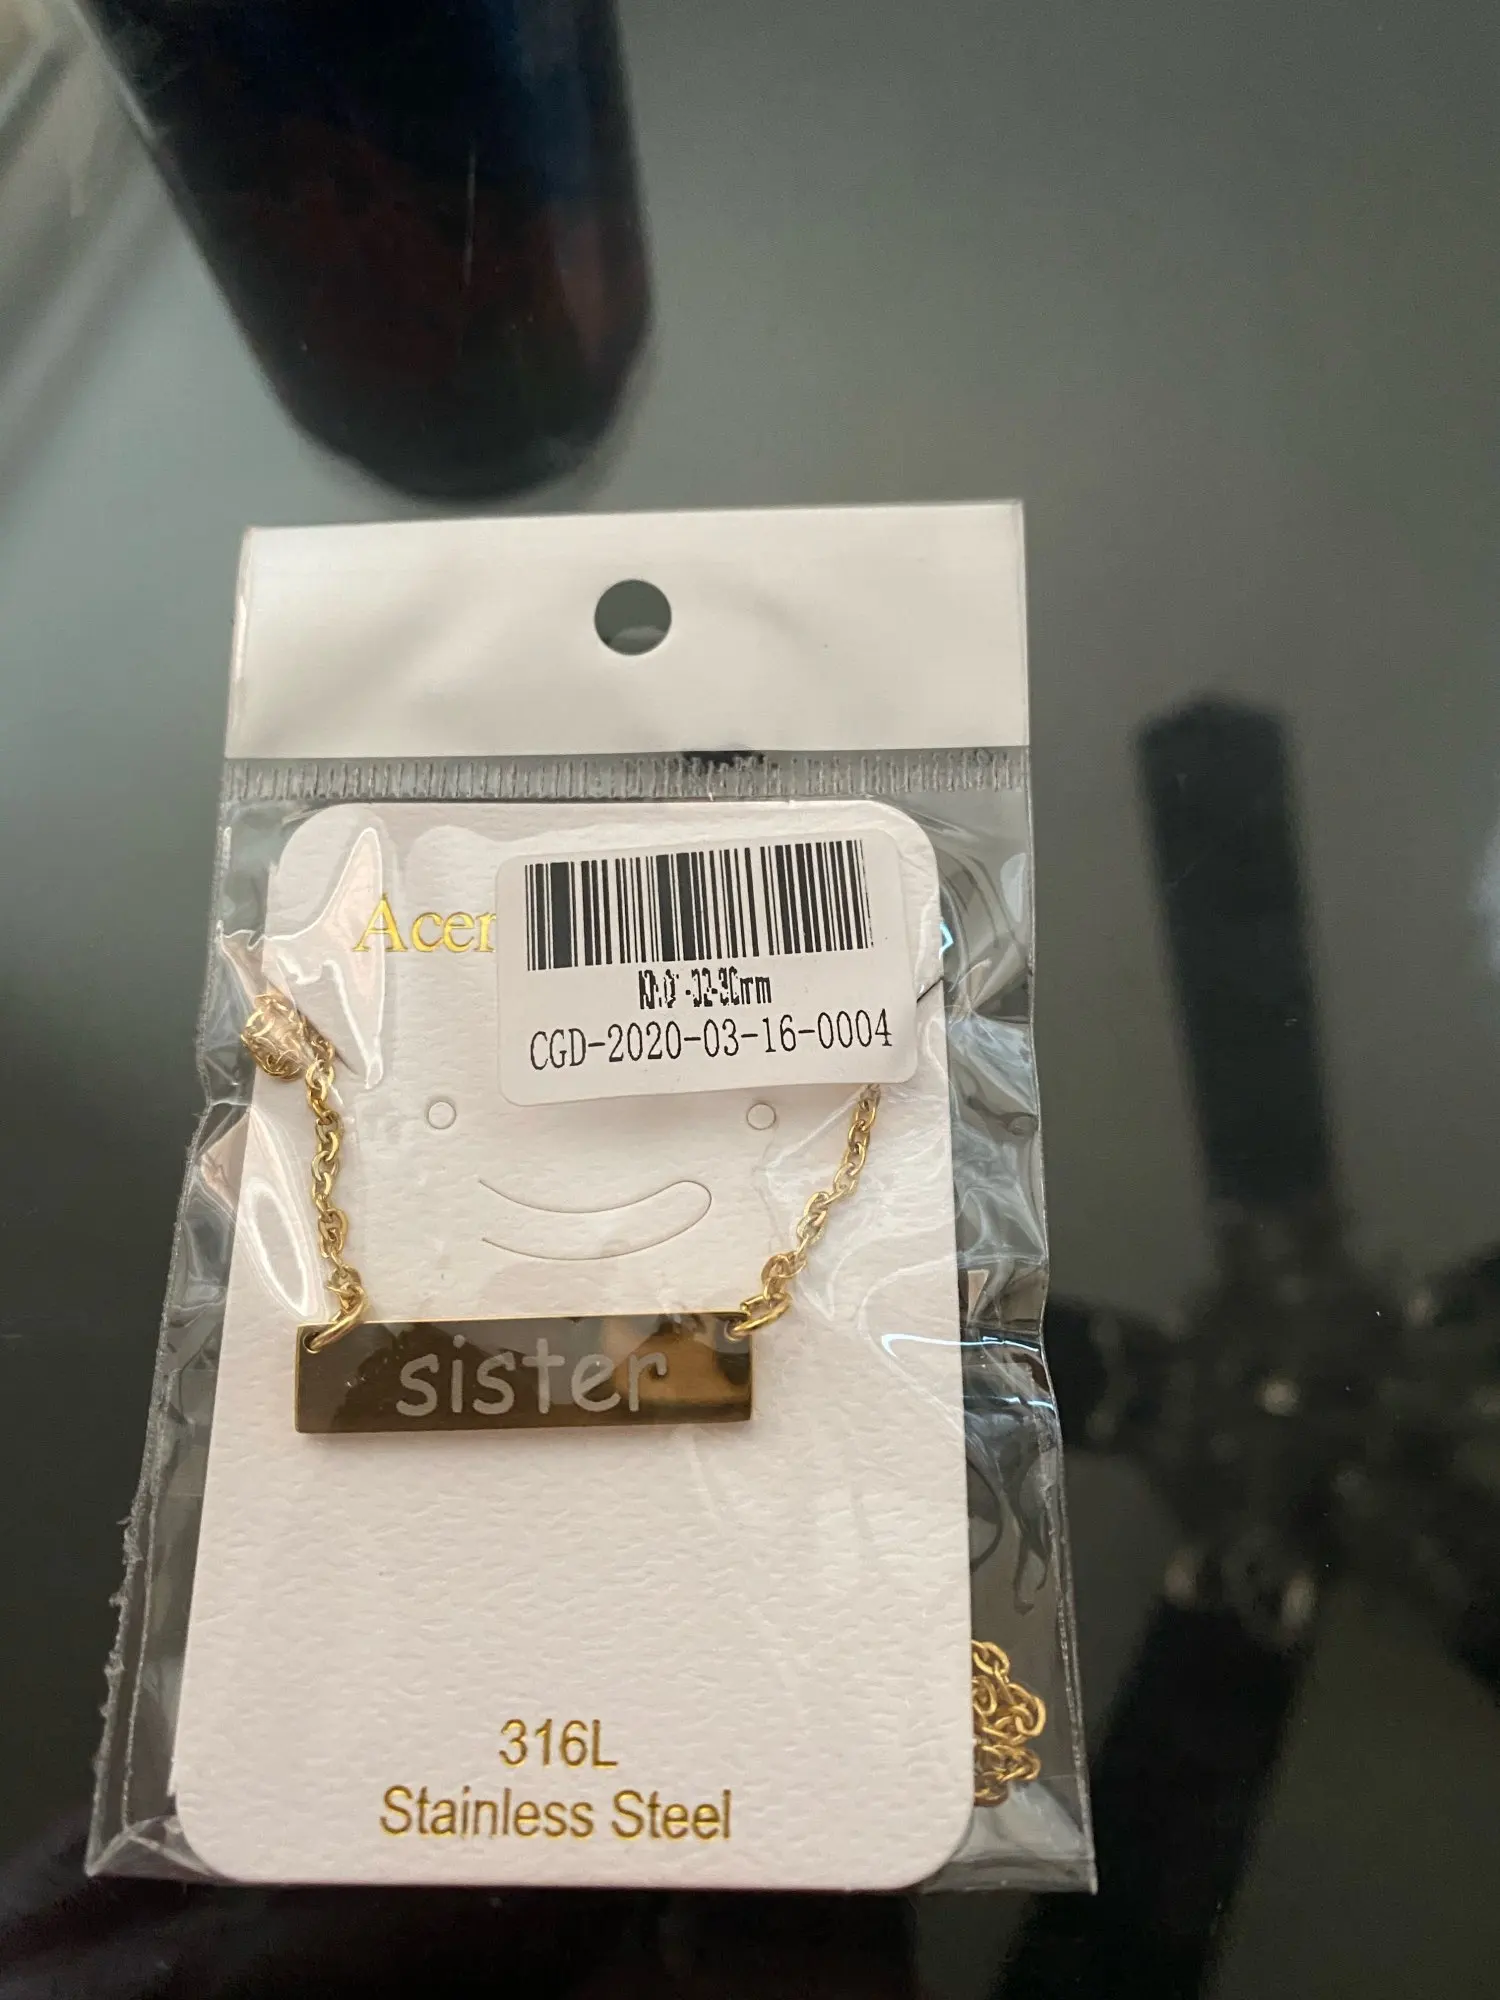 Acer
CGD-2020-03-16-0004
sister
316L
Stainless Steel